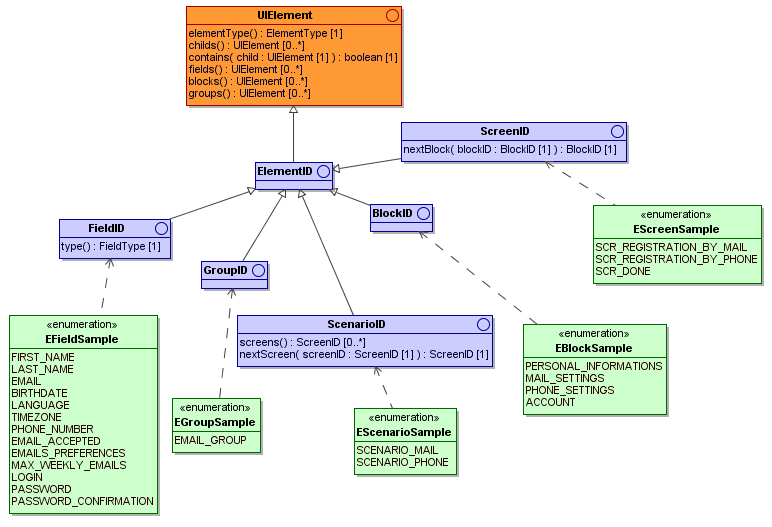 UIElement
elementType() : ElementType [1]
childs() : UIElement [0..*]
contains( child : UIElement [1] ) : boolean [1]
fields() : UIElement [0..*]
blocks() : UIElement [0..*]
groups() : UIElement [0..*]
ScreenID
nextBlock( blockID : BlockID [1] ) : BlockID [1]
ElementID
FieldID
type() : FieldType [1]
BlockID
«enumeration»
EScreenSample
SCR_REGISTRATION_BY_MAIL
SCR_REGISTRATION_BY_PHONE
SCR_DONE
GroupID
ScenarioID
screens() : ScreenID [0..*]
nextScreen( screenID : ScreenID [1] ) : ScreenID [1]
«enumeration»
EFieldSample
FIRST_NAME
LAST_NAME
EMAIL
BIRTHDATE
LANGUAGE
TIMEZONE
PHONE_NUMBER
EMAIL_ACCEPTED
EMAILS_PREFERENCES
MAX_WEEKLY_EMAILS
LOGIN
PASSWORD
PASSWORD_CONFIRMATION
«enumeration»
EBlockSample
PERSONAL_INFORMATIONS
MAIL_SETTINGS
PHONE_SETTINGS
ACCOUNT
«enumeration»
EGroupSample
EMAIL_GROUP
«enumeration»
EScenarioSample
SCENARIO_MAIL
SCENARIO_PHONE